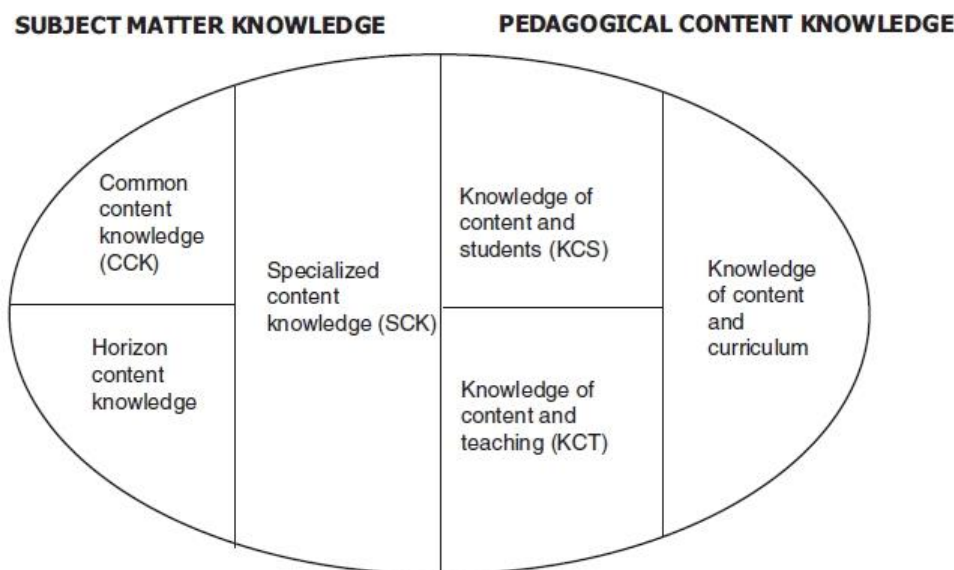 SUBJECT MATTER KNOWLEDGE
PEDAGOGICAL CONTENT KNOWLEDGE
Common
content
knowledge
(CCK)
Horizon
content
knowledge
Specialized
content
knowledge (SCK)
Knowledge of
content and
students (KCS)
Knowledge of
content and
teaching (KCT)
Knowledge
of content
and
curriculum